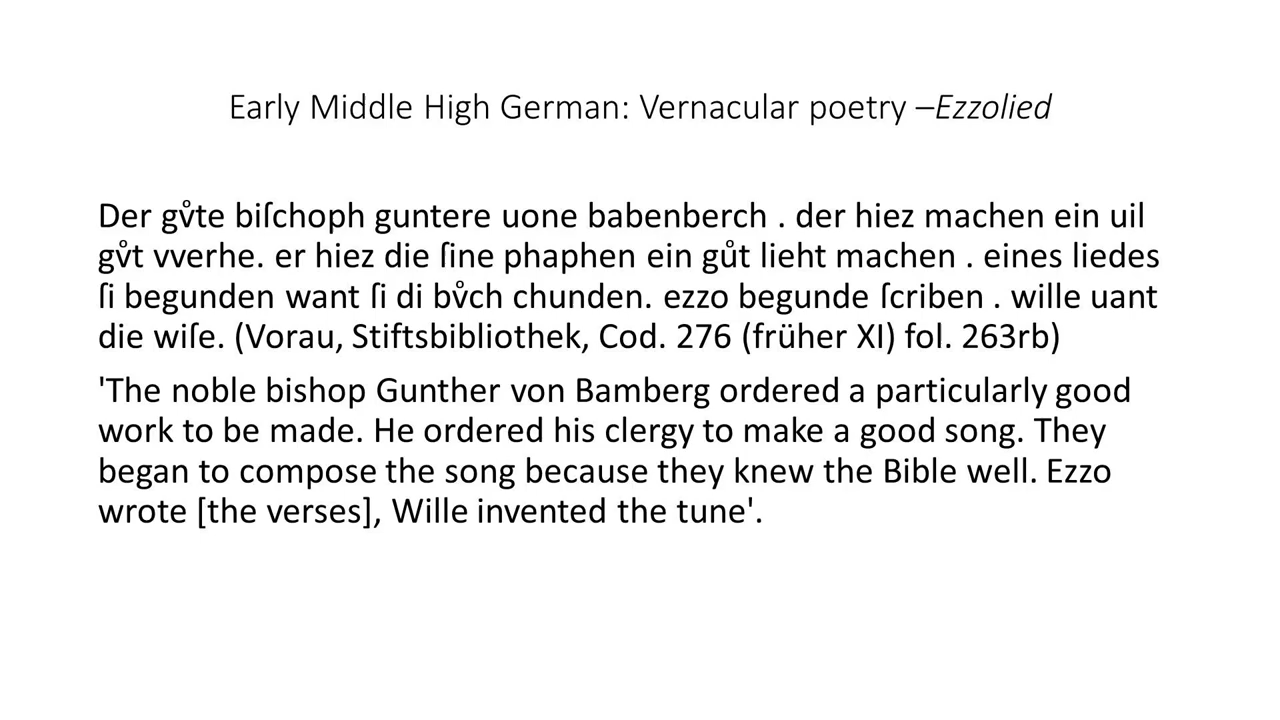 Early Middle High German: Vernacular poetry –Ezzolied
Der gv̊te biſchoph guntere uone babenberch . der hiez machen ein uil
gv̊t vverhe. er hiez die ſine phaphen ein gůt lieht machen . eines liedes
ſi begunden want ſi di bv̊ch chunden. ezzo begunde ſcriben . wille uant
die wiſe. (Vorau, Stiftsbibliothek, Cod. 276 (früher XI) fol. 263rb)
'The noble bishop Gunther von Bamberg ordered a particularly good
work to be made. He ordered his clergy to make a good song. They
began to compose the song because they knew the Bible well. Ezzo
wrote [the verses], Wille invented the tune'.